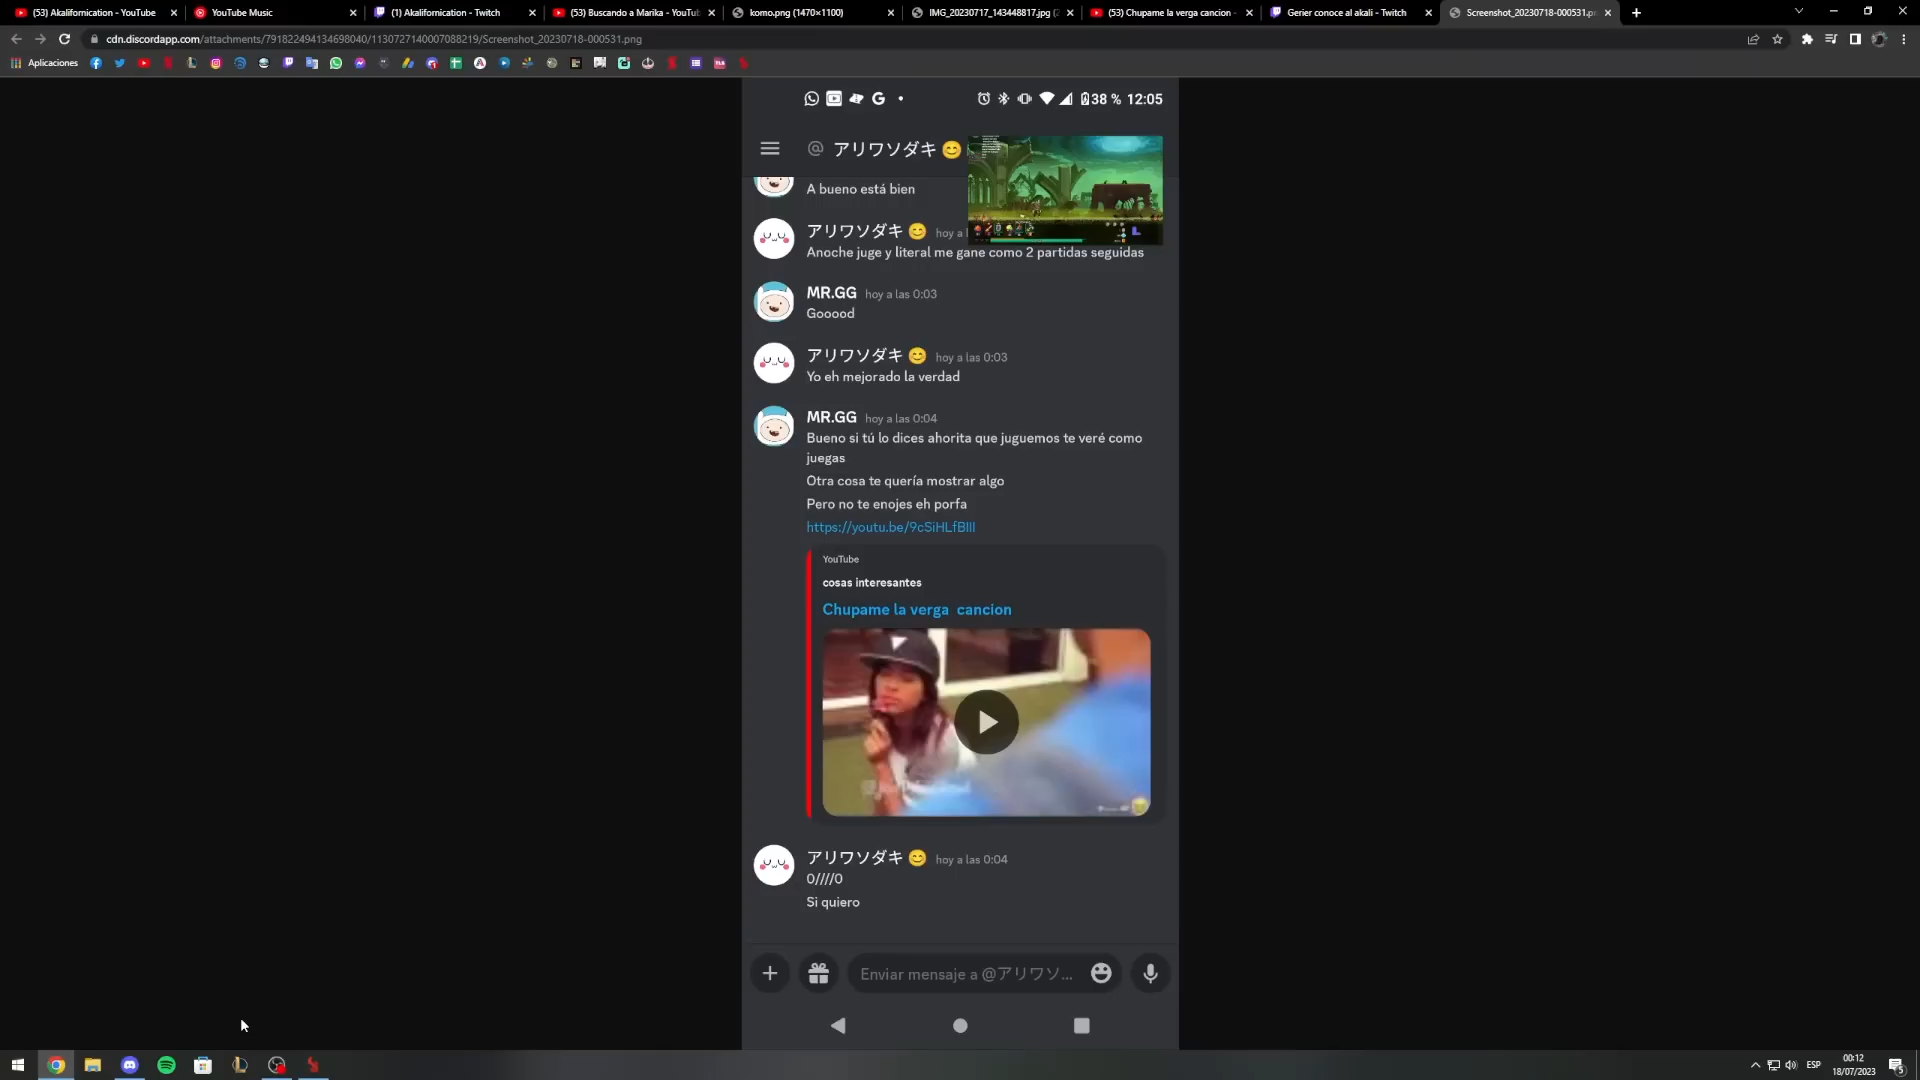 (53) Akalifornication - YouTube
YouTube Music
(1) Akalifornication - Twitch
(53) Buscando a Marika - YouTu
komo.png (1470×1100)
IMG_20230717_143448817.jpg (
(53) Chupame la verga cancion -
Gerier conoce al akali - Twitch
Screenshot_20230718-000531.pn
cdn.discordapp.com/attachments/791822494134698040/1130727140007088219/Screenshot_20230718-000531.png
Aplicaciones
38 % 12:05
@ アリワソダキ 😊
A bueno está bien
アリワソダキ 😊 hoy a l
Anoche juge y literal me gane como 2 partidas seguidas
MR.GG hoy a las 0:03
Gooood
アリワソダキ 😊 hoy a las 0:03
Yo eh mejorado la verdad
MR.GG hoy a las 0:04
Bueno si tú lo dices ahorita que juguemos te veré como
juegas
Otra cosa te quería mostrar algo
Pero no te enojes eh porfa
https://youtu.be/9cSiHLfBIlI
YouTube
cosas interesantes
Chupame la verga cancion
アリワソダキ 😊 hoy a las 0:04
0////0
Si quiero
Enviar mensaje a @アリワソ...
ESP
00:12
18/07/2023